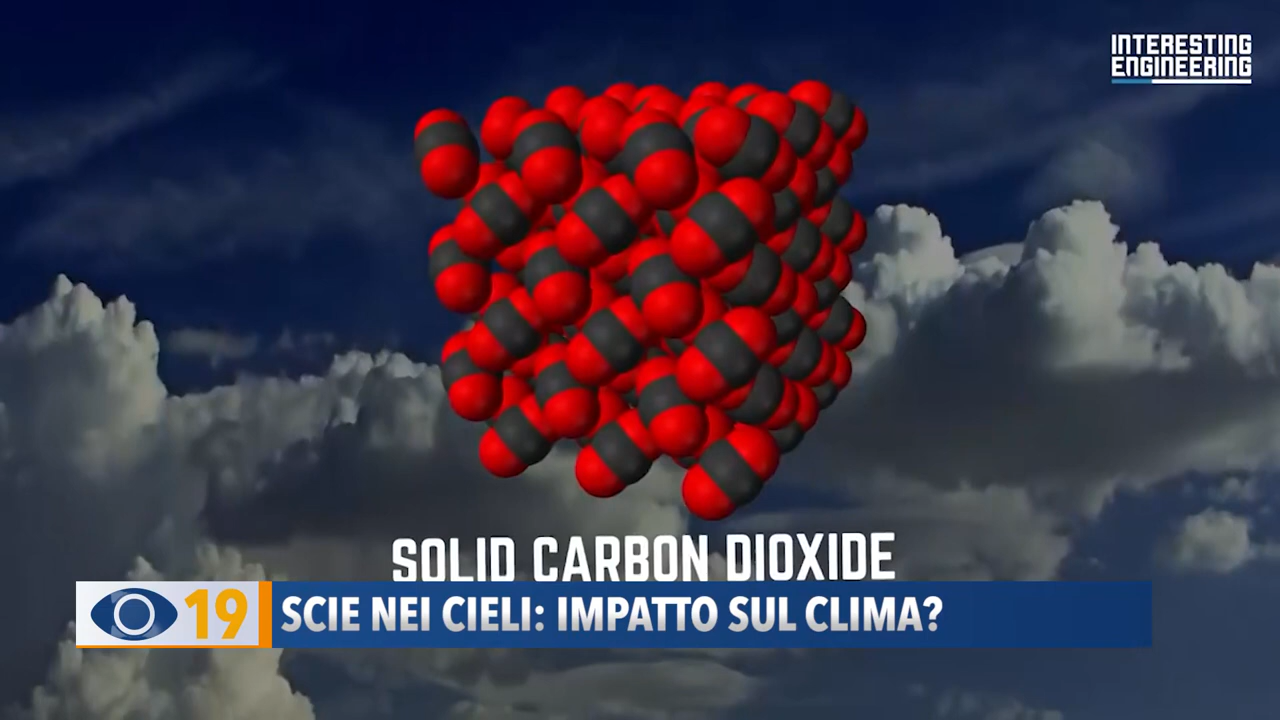 INTERESTING
ENGINEERING
SOLID CARBON DIOXIDE
19
SCIE NEI CIELI: IMPATTO SUL CLIMA?